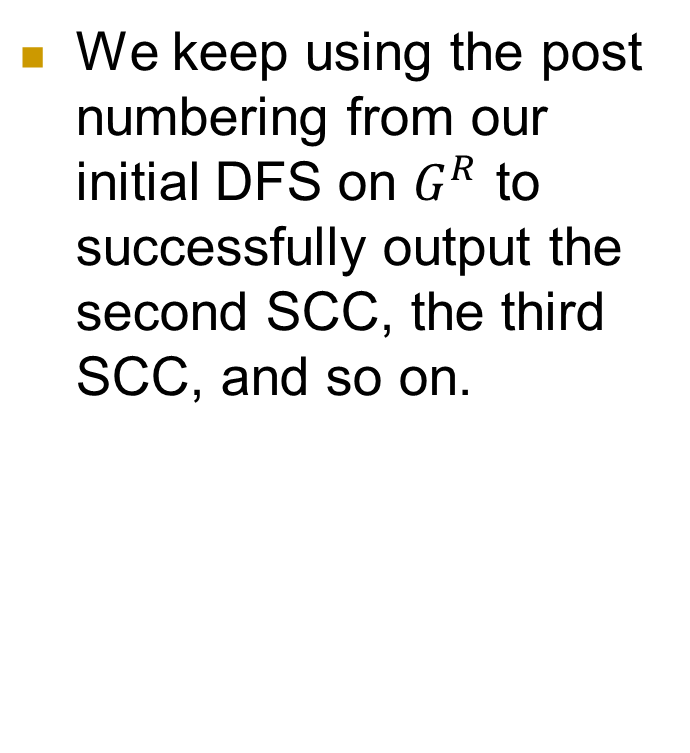 We keep using the post
numbering from our
initial DFS on 𝐺ᴿ to
successfully output the
second SCC, the third
SCC, and so on.